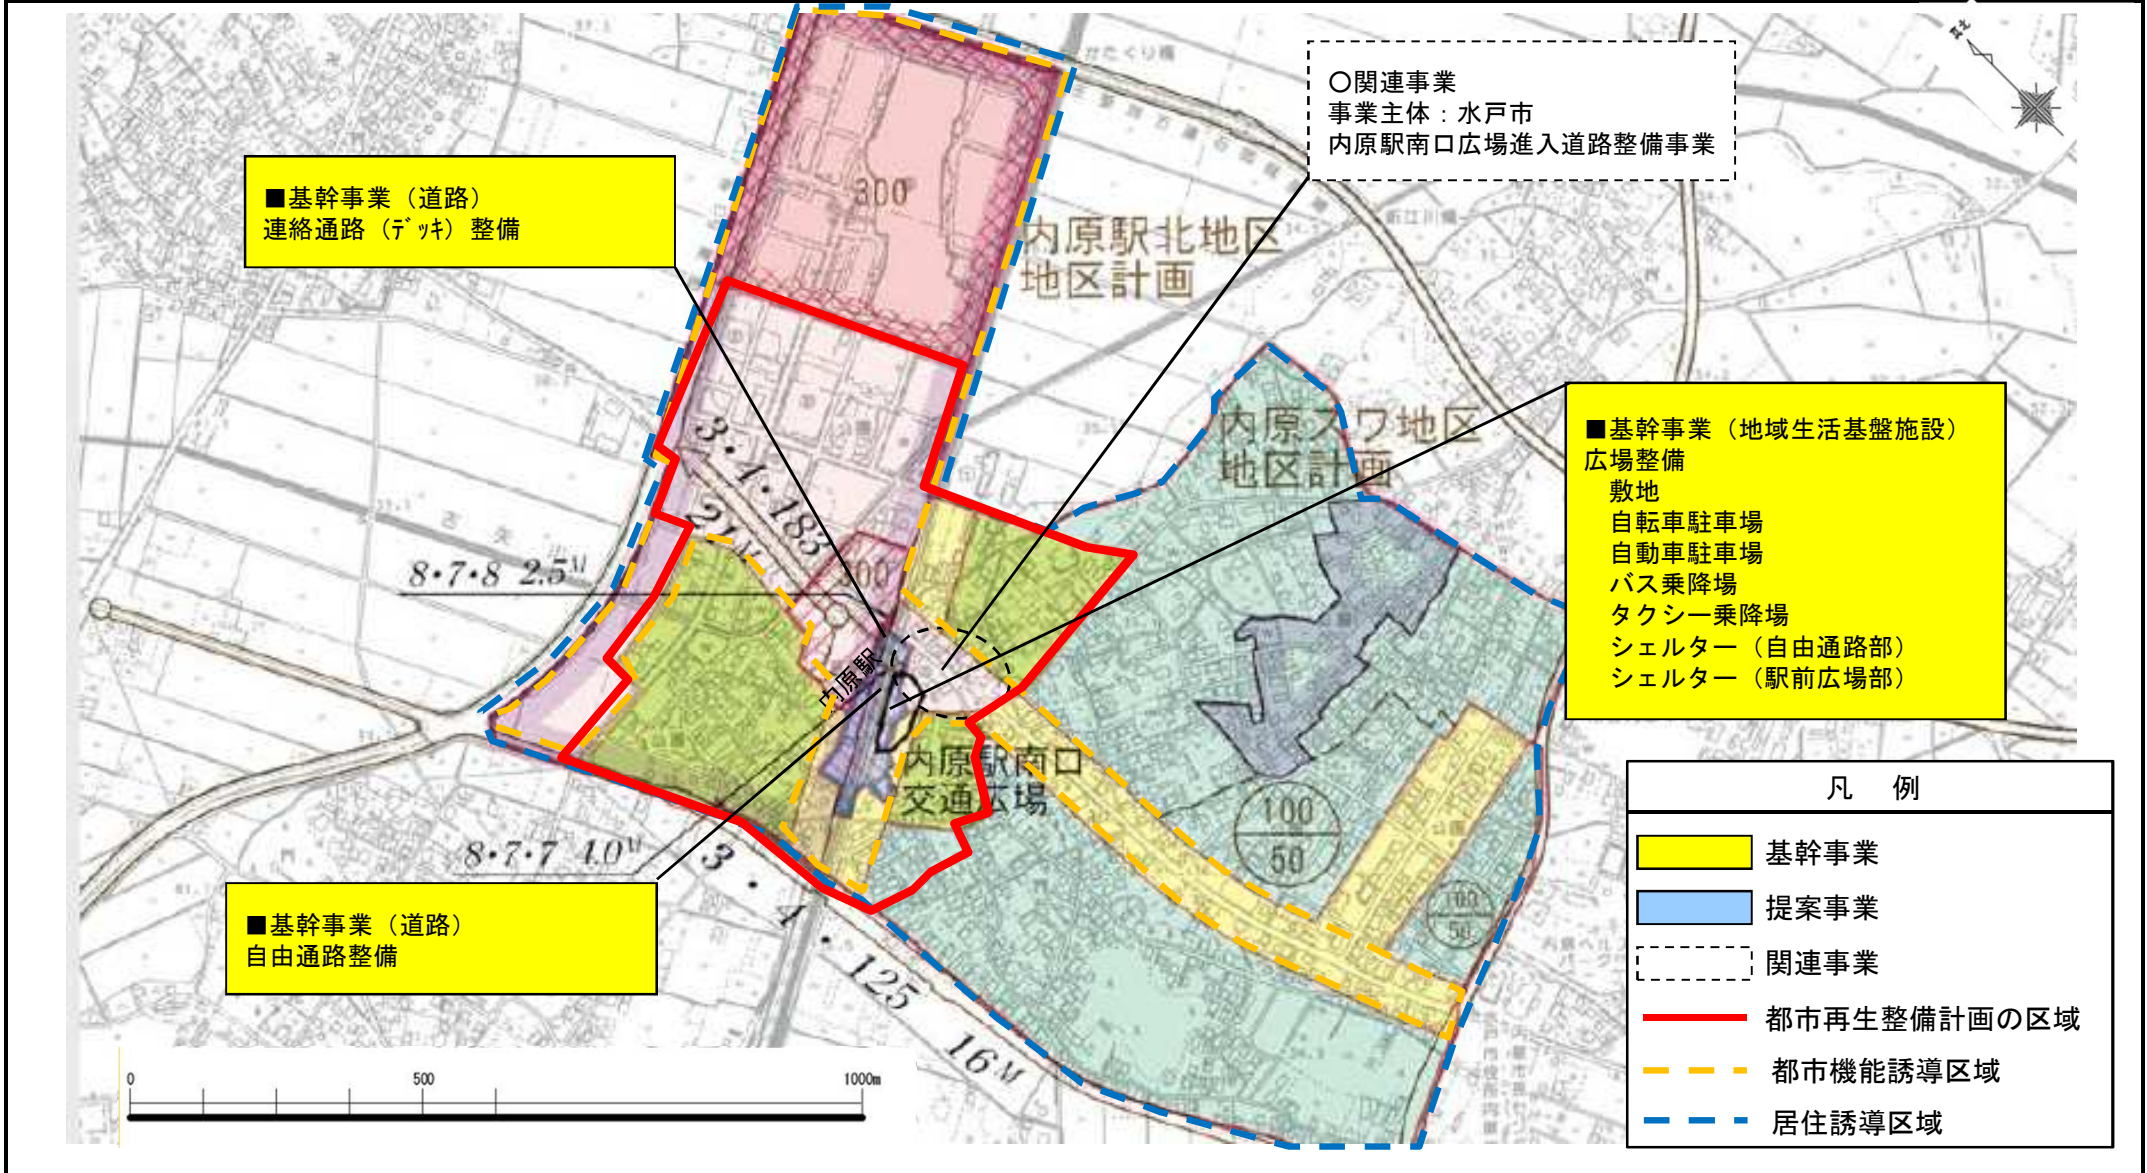 北
〇関連事業
事業主体：水戸市
内原駅南口広場進入道路整備事業
■基幹事業（道路）
連絡通路（ﾃﾞｯｷ）整備
300
内原駅北地区
地区計画
■基幹事業（地域生活基盤施設）
広場整備
敷地
自転車駐車場
自動車駐車場
バス乗降場
タクシー乗降場
シェルター（自由通路部）
シェルター（駅前広場部）
内原スワ地区
地区計画
3・4・183
21M
8・7・8 2.5M
300
内原駅
内原駅南口
交通広場
100
50
100
50
8・7・7 4.0M
3・4・125 16M
■基幹事業（道路）
自由通路整備
凡 例
基幹事業
提案事業
関連事業
都市再生整備計画の区域
都市機能誘導区域
居住誘導区域
0 500 1000m